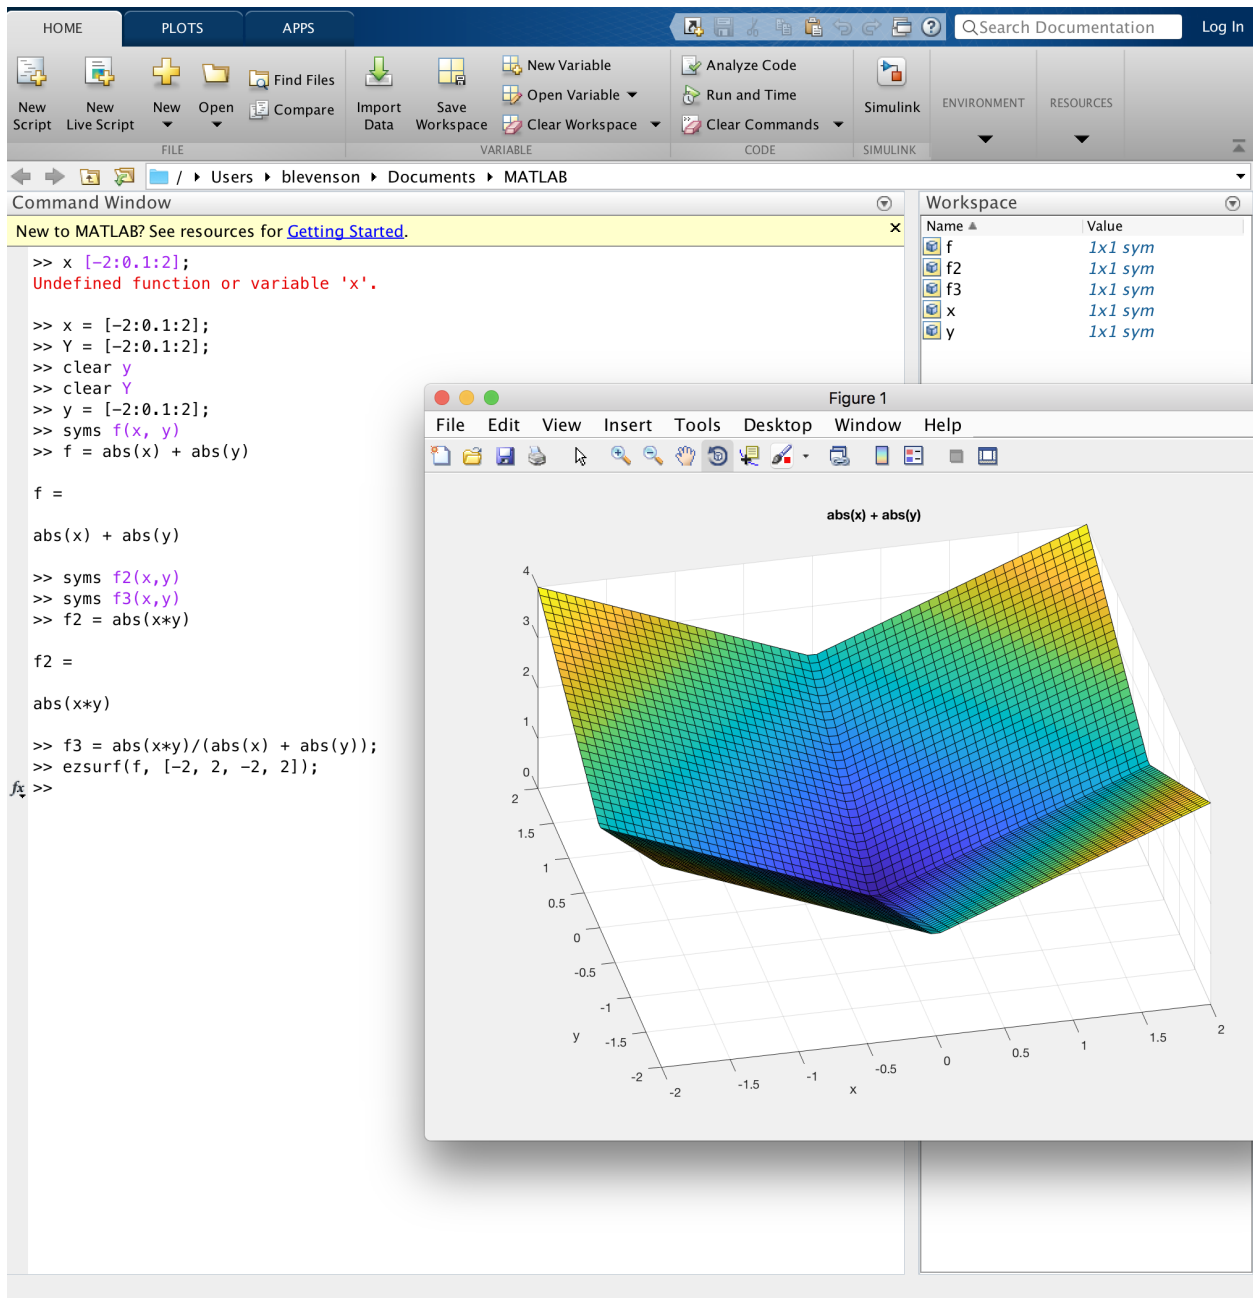 HOME PLOTS APPS
Search Documentation Log In
New Script
New Live Script
New
Open
Find Files
Compare
Import Data
Save Workspace
New Variable
Open Variable
Clear Workspace
Analyze Code
Run and Time
Clear Commands
Simulink
ENVIRONMENT
RESOURCES
FILE VARIABLE CODE SIMULINK
/ Users blevenson Documents MATLAB
Command Window
New to MATLAB? See resources for Getting Started.
>> x [-2:0.1:2];
Undefined function or variable 'x'.
>> x = [-2:0.1:2];
>> Y = [-2:0.1:2];
>> clear y
>> clear Y
>> y = [-2:0.1:2];
>> syms f(x, y)
>> f = abs(x) + abs(y)
f =
abs(x) + abs(y)
>> syms f2(x,y)
>> syms f3(x,y)
>> f2 = abs(x*y)
f2 =
abs(x*y)
>> f3 = abs(x*y)/(abs(x) + abs(y));
>> ezsurf(f, [-2, 2, -2, 2]);
fx >>
Workspace
Name Value
f 1x1 sym
f2 1x1 sym
f3 1x1 sym
x 1x1 sym
y 1x1 sym
Figure 1
File Edit View Insert Tools Desktop Window Help
abs(x) + abs(y)
4
3
2
1
0
2
1.5
1
0.5
0
-0.5
-1
-1.5
-2
y
-2
-1.5
-1
-0.5
0
0.5
1
1.5
2
x